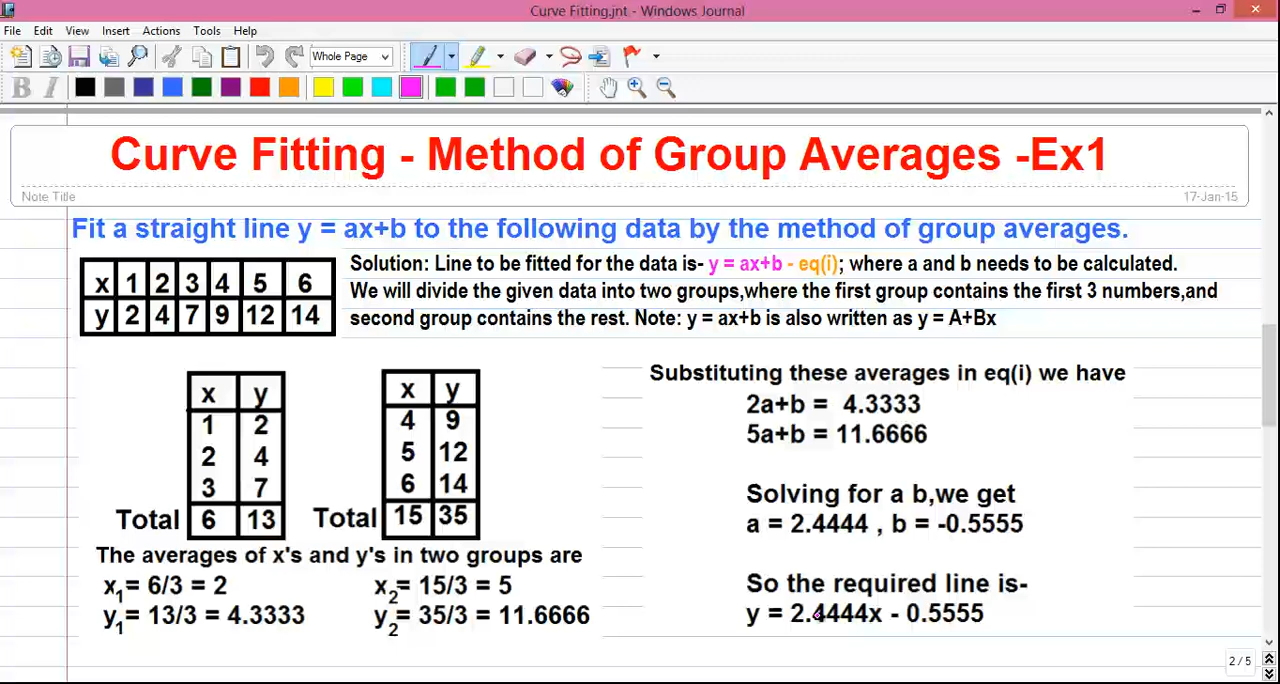 Curve Fitting.jnt - Windows Journal
File Edit View Insert Actions Tools Help
Whole Page
B I
Curve Fitting - Method of Group Averages -Ex1
Note Title
17-Jan-15
Fit a straight line y = ax+b to the following data by the method of group averages.
x 1 2 3 4 5 6
y 2 4 7 9 12 14
Solution: Line to be fitted for the data is- y = ax+b - eq(i); where a and b needs to be calculated.
We will divide the given data into two groups,where the first group contains the first 3 numbers,and
second group contains the rest. Note: y = ax+b is also written as y = A+Bx
x y
1 2
2 4
3 7
Total 6 13
x y
4 9
5 12
6 14
Total 15 35
The averages of x's and y's in two groups are
x1= 6/3 = 2
y1= 13/3 = 4.3333
x2= 15/3 = 5
y2= 35/3 = 11.6666
Substituting these averages in eq(i) we have
2a+b = 4.3333
5a+b = 11.6666
Solving for a b,we get
a = 2.4444 , b = -0.5555
So the required line is-
y = 2.4444x - 0.5555
2/5